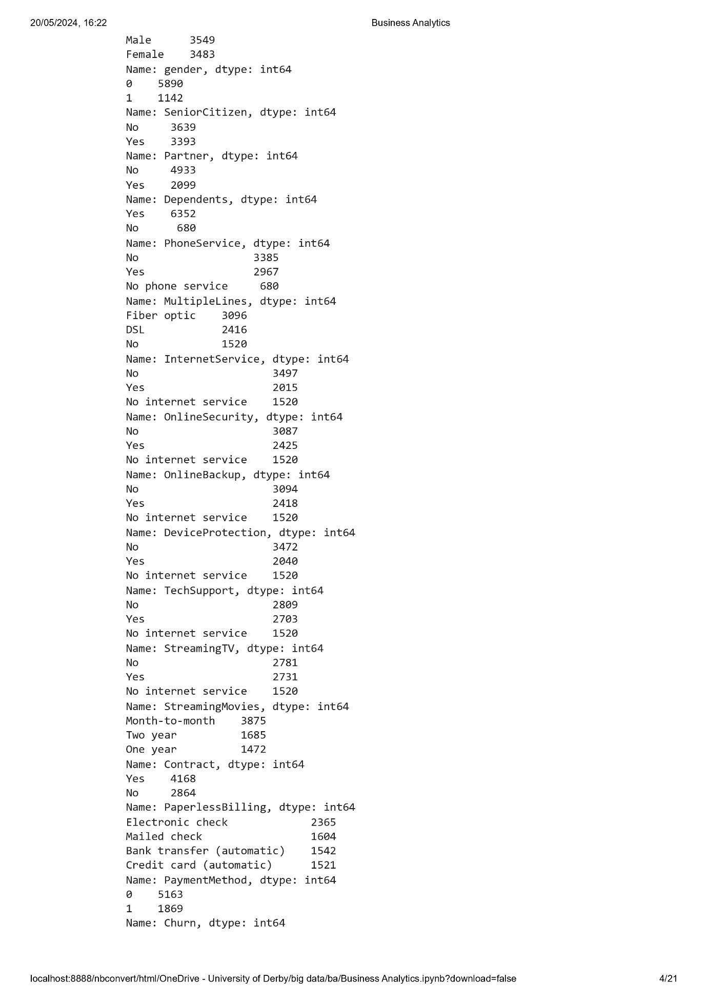 20/05/2024, 16:22 Business Analytics
Male      3549
Female    3483
Name: gender, dtype: int64
0    5890
1    1142
Name: SeniorCitizen, dtype: int64
No     3639
Yes    3393
Name: Partner, dtype: int64
No     4933
Yes    2099
Name: Dependents, dtype: int64
Yes    6352
No      680
Name: PhoneService, dtype: int64
No                  3385
Yes                 2967
No phone service     680
Name: MultipleLines, dtype: int64
Fiber optic    3096
DSL            2416
No             1520
Name: InternetService, dtype: int64
No                     3497
Yes                    2015
No internet service    1520
Name: OnlineSecurity, dtype: int64
No                     3087
Yes                    2425
No internet service    1520
Name: OnlineBackup, dtype: int64
No                     3094
Yes                    2418
No internet service    1520
Name: DeviceProtection, dtype: int64
No                     3472
Yes                    2040
No internet service    1520
Name: TechSupport, dtype: int64
No                     2809
Yes                    2703
No internet service    1520
Name: StreamingTV, dtype: int64
No                     2781
Yes                    2731
No internet service    1520
Name: StreamingMovies, dtype: int64
Month-to-month    3875
Two year          1685
One year          1472
Name: Contract, dtype: int64
Yes    4168
No     2864
Name: PaperlessBilling, dtype: int64
Electronic check             2365
Mailed check                 1604
Bank transfer (automatic)    1542
Credit card (automatic)      1521
Name: PaymentMethod, dtype: int64
0    5163
1    1869
Name: Churn, dtype: int64
localhost:8888/nbconvert/html/OneDrive - University of Derby/big data/ba/Business Analytics.ipynb?download=false 4/21